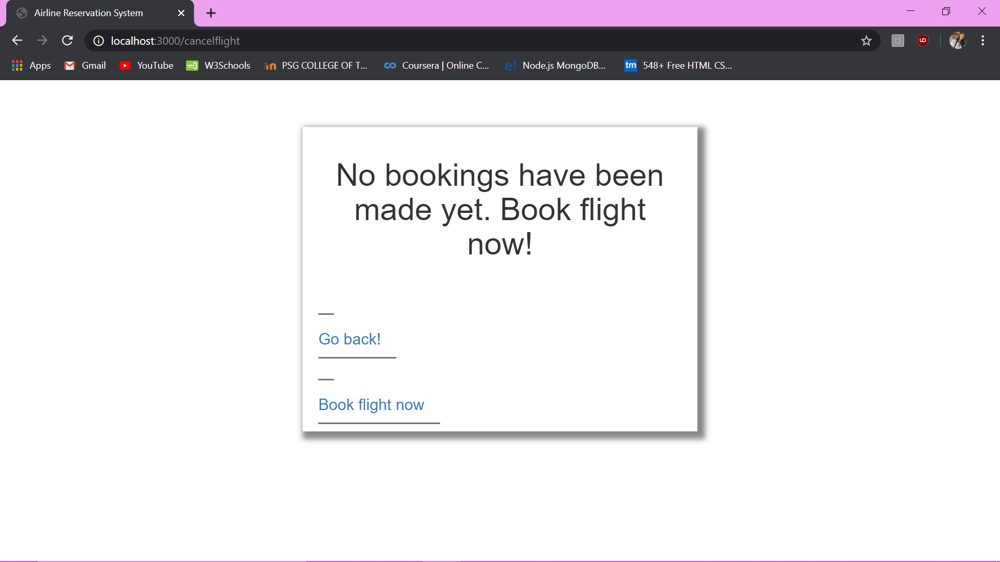 Airline Reservation System
localhost:3000/cancelflight
Apps Gmail YouTube W3Schools PSG COLLEGE OF T... Coursera | Online C... Node.js MongoDB... tm 548+ Free HTML CS...
No bookings have been
made yet. Book flight
now!
Go back!
Book flight now